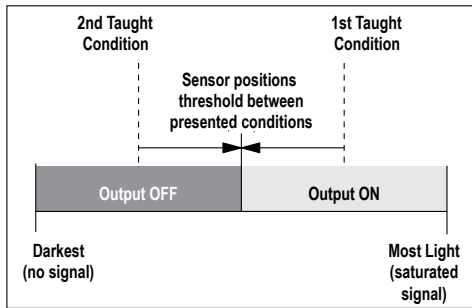 2nd Taught
Condition
1st Taught
Condition
Sensor positions
threshold between
presented conditions
Output OFF
Output ON
Darkest
(no signal)
Most Light
(saturated
signal)